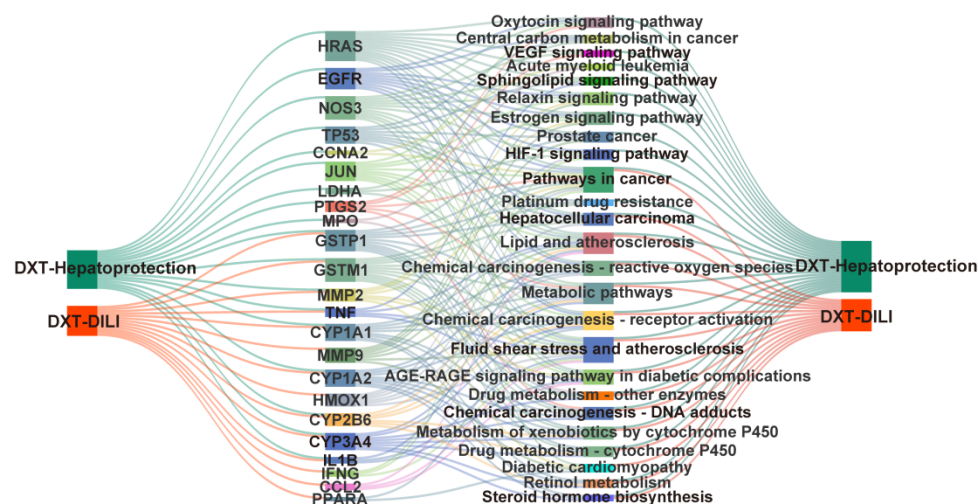 DXT-Hepatoprotection
DXT-DILI
HRAS
EGFR
NOS3
TP53
CCNA2
JUN
LDHA
PTGS2
MPO
GSTP1
GSTM1
MMP2
TNF
CYP1A1
MMP9
CYP1A2
HMOX1
CYP2B6
CYP3A4
IL1B
IFNG
CCL2
PPARA
Oxytocin signaling pathway
Central carbon metabolism in cancer
VEGF signaling pathway
Acute myeloid leukemia
Sphingolipid signaling pathway
Relaxin signaling pathway
Estrogen signaling pathway
Prostate cancer
HIF-1 signaling pathway
Pathways in cancer
Platinum drug resistance
Hepatocellular carcinoma
Lipid and atherosclerosis
Chemical carcinogenesis - reactive oxygen species
Metabolic pathways
Chemical carcinogenesis - receptor activation
Fluid shear stress and atherosclerosis
AGE-RAGE signaling pathway in diabetic complications
Drug metabolism - other enzymes
Chemical carcinogenesis - DNA adducts
Metabolism of xenobiotics by cytochrome P450
Drug metabolism - cytochrome P450
Diabetic cardiomyopathy
Retinol metabolism
Steroid hormone biosynthesis
DXT-Hepatoprotection
DXT-DILI